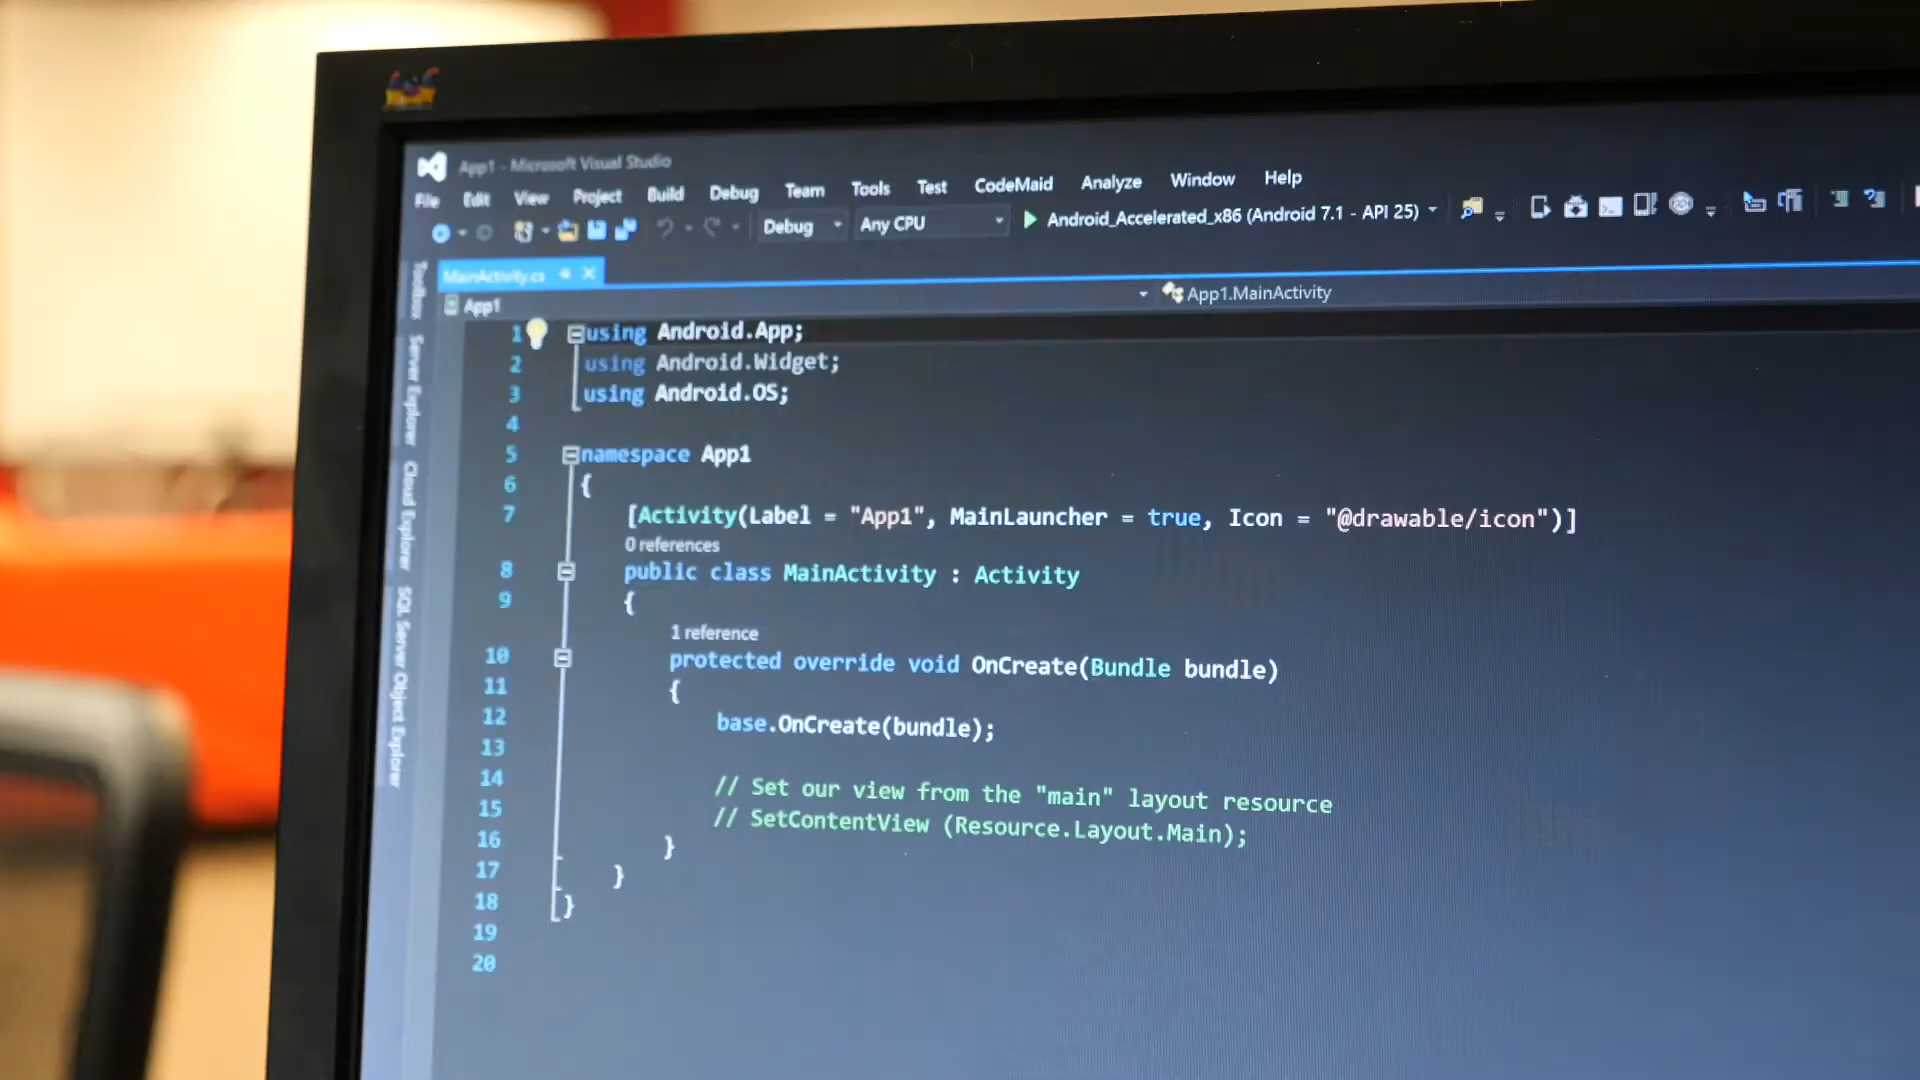 App1 - Microsoft Visual Studio
File Edit View Project Build Debug Team Tools Test CodeMaid Analyze Window Help
Debug Any CPU Android_Accelerated_x86 (Android 7.1 - API 25)
MainActivity.cs
App1 App1.MainActivity
Toolbox
Server Explorer
Cloud Explorer
SQL Server Object Explorer
1 using Android.App;
2 using Android.Widget;
3 using Android.OS;
4
5 namespace App1
6 {
7 [Activity(Label = "App1", MainLauncher = true, Icon = "@drawable/icon")]
0 references
8 public class MainActivity : Activity
9 {
1 reference
10 protected override void OnCreate(Bundle bundle)
11 {
12 base.OnCreate(bundle);
13
14 // Set our view from the "main" layout resource
15 // SetContentView (Resource.Layout.Main);
16 }
17 }
18 }
19
20